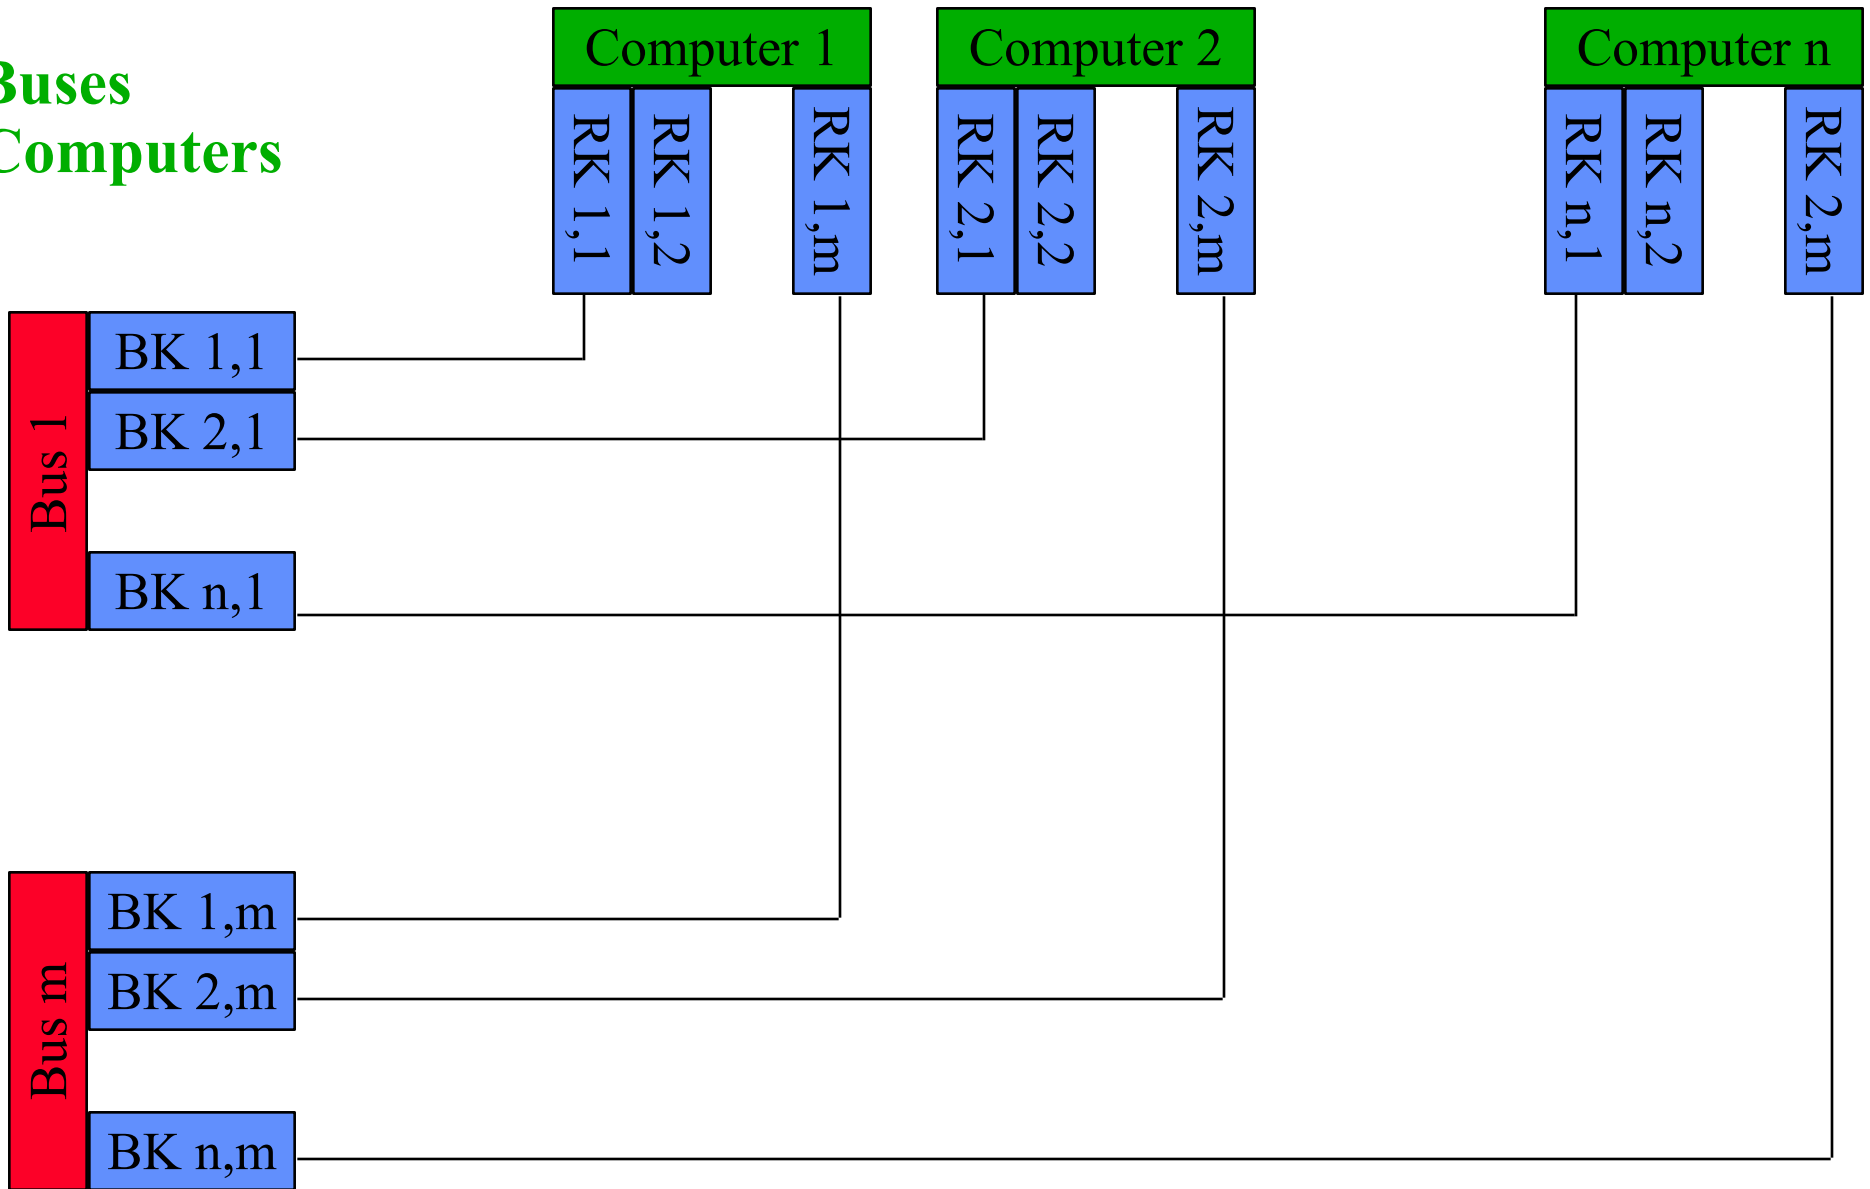 Buses
Computers
Computer 1
Computer 2
Computer n
RK 1,1
RK 1,2
RK 1,m
RK 2,1
RK 2,2
RK 2,m
RK n,1
RK n,2
RK 2,m
Bus 1
BK 1,1
BK 2,1
BK n,1
Bus m
BK 1,m
BK 2,m
BK n,m